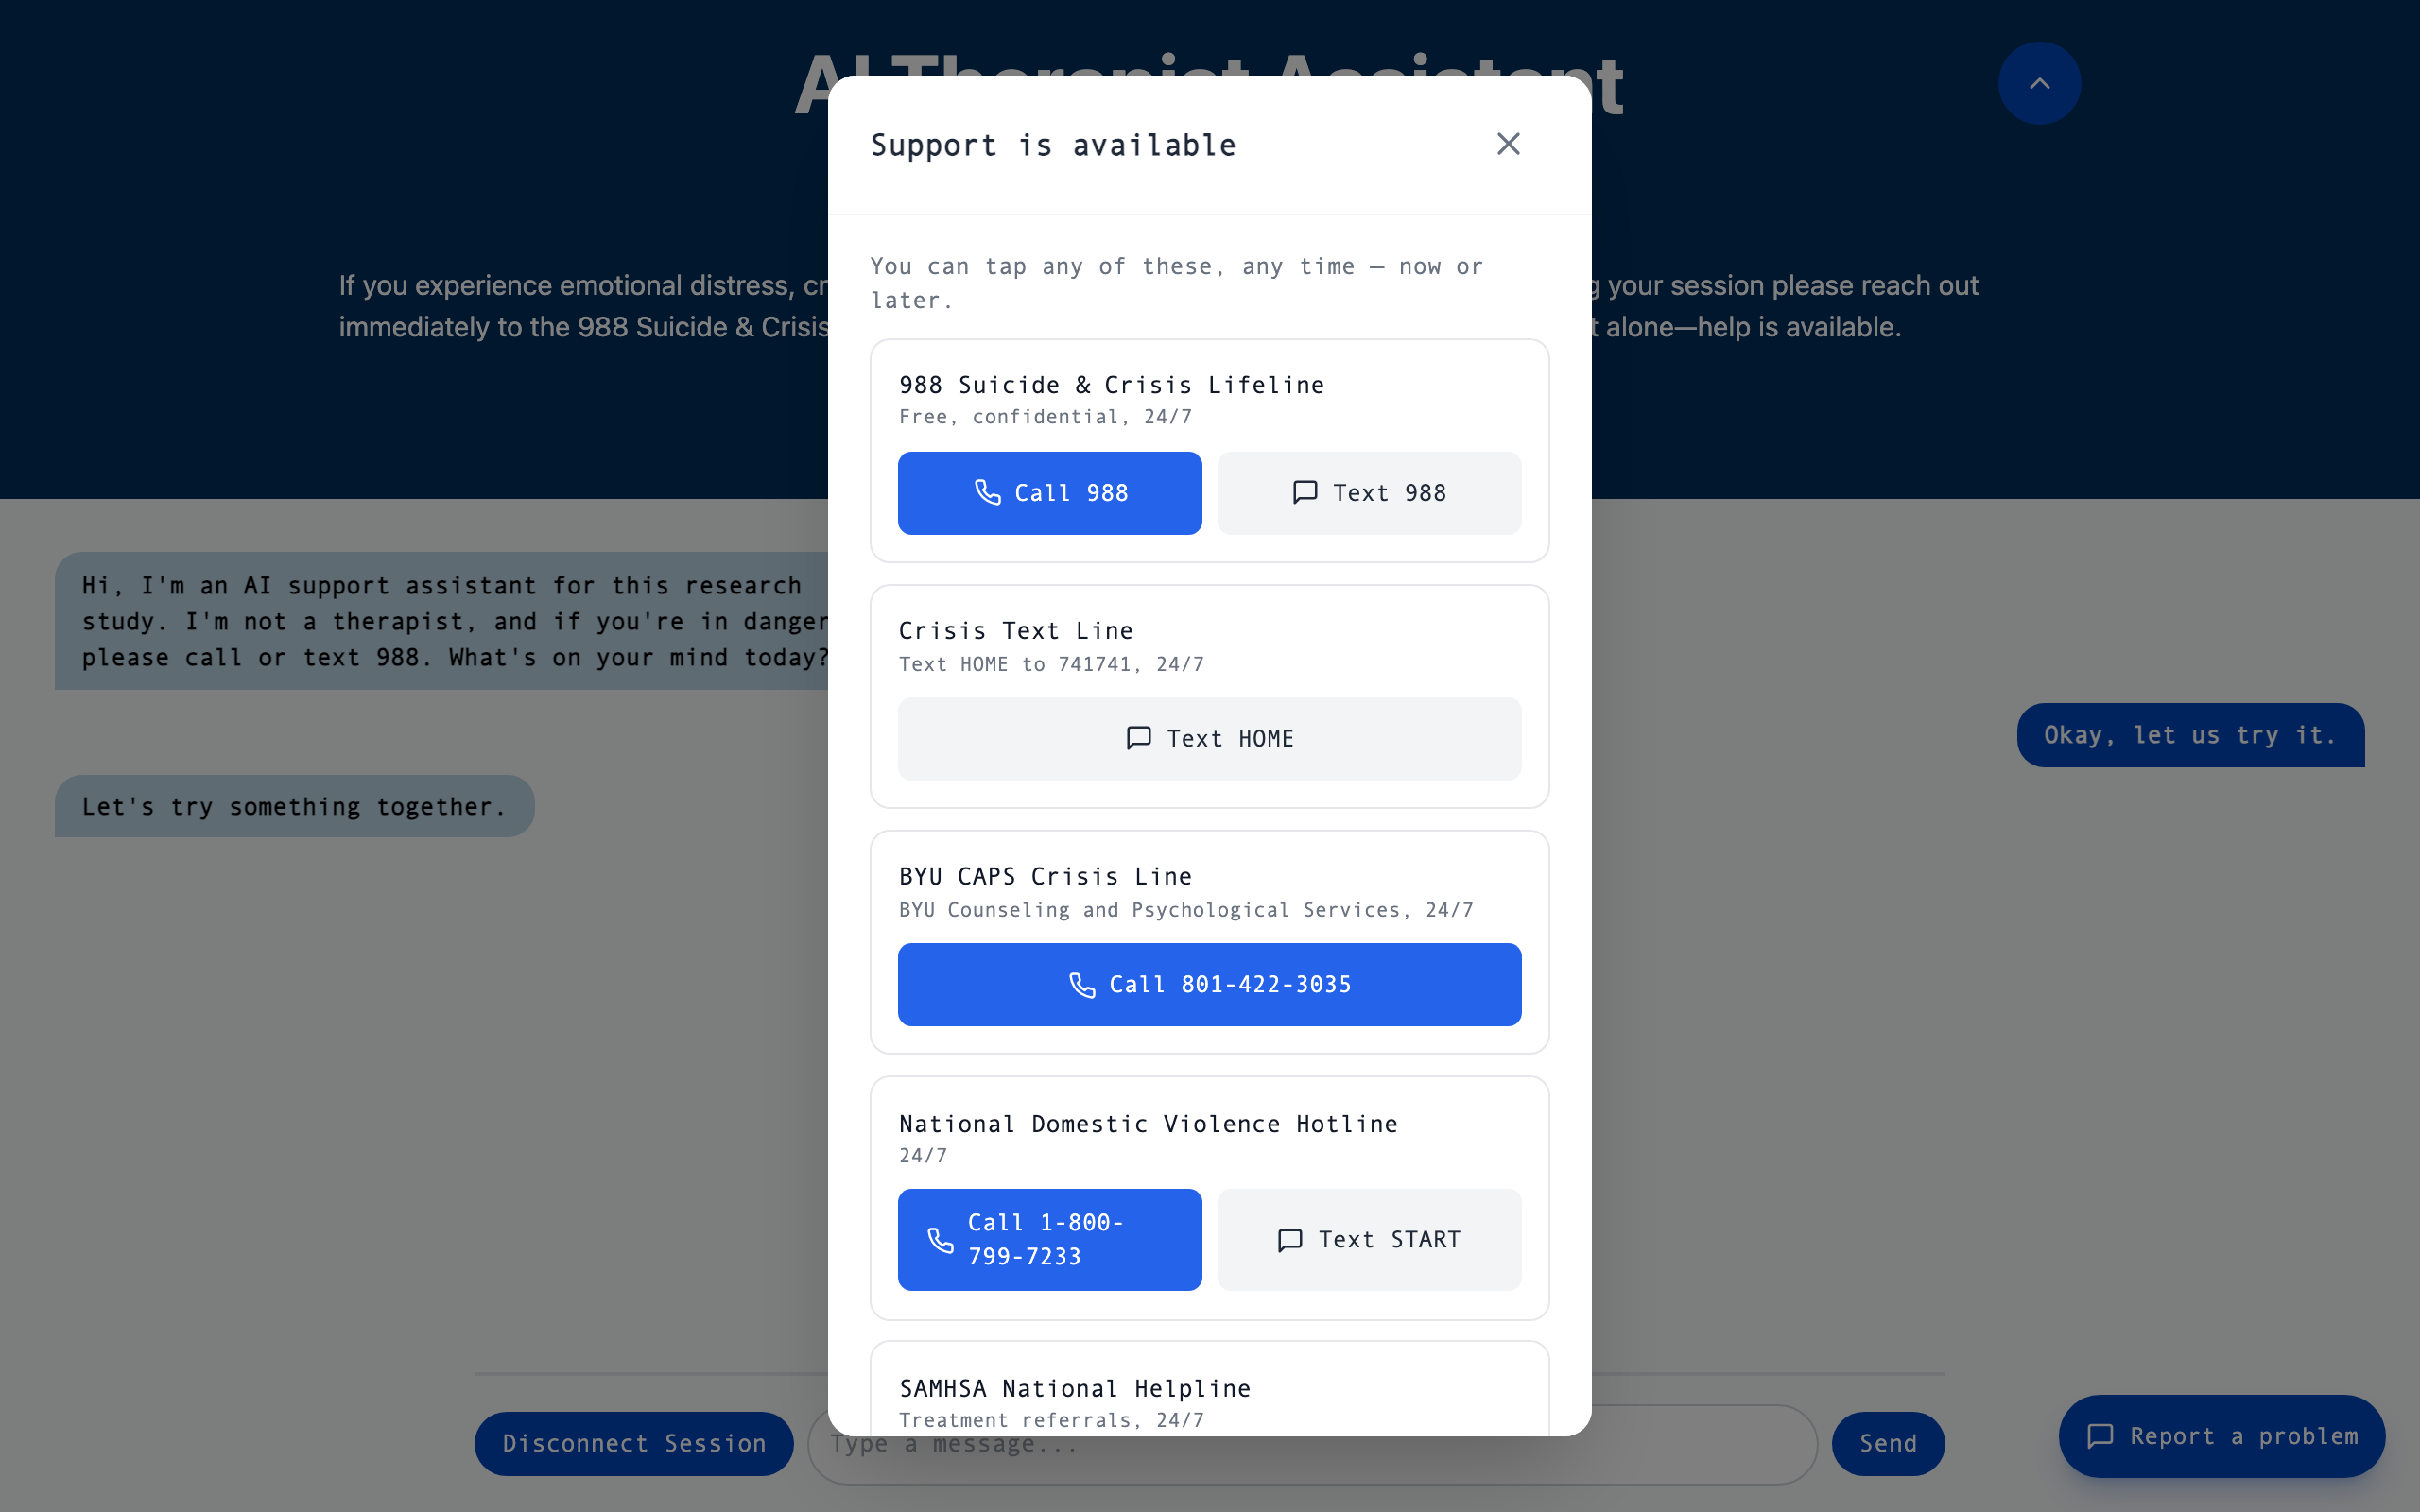 AI Therapist Assistant
Support is available
If you experience emotional distress, cr
g your session please reach out
immediately to the 988 Suicide & Crisis
t alone—help is available.
You can tap any of these, any time — now or
later.
988 Suicide & Crisis Lifeline
Free, confidential, 24/7
Call 988
Text 988
Hi, I'm an AI support assistant for this research
study. I'm not a therapist, and if you're in danger
please call or text 988. What's on your mind today?
Okay, let us try it.
Let's try something together.
Crisis Text Line
Text HOME to 741741, 24/7
Text HOME
BYU CAPS Crisis Line
BYU Counseling and Psychological Services, 24/7
Call 801-422-3035
National Domestic Violence Hotline
24/7
Call 1-800-
799-7233
Text START
SAMHSA National Helpline
Treatment referrals, 24/7
Disconnect Session
Type a message...
Send
Report a problem